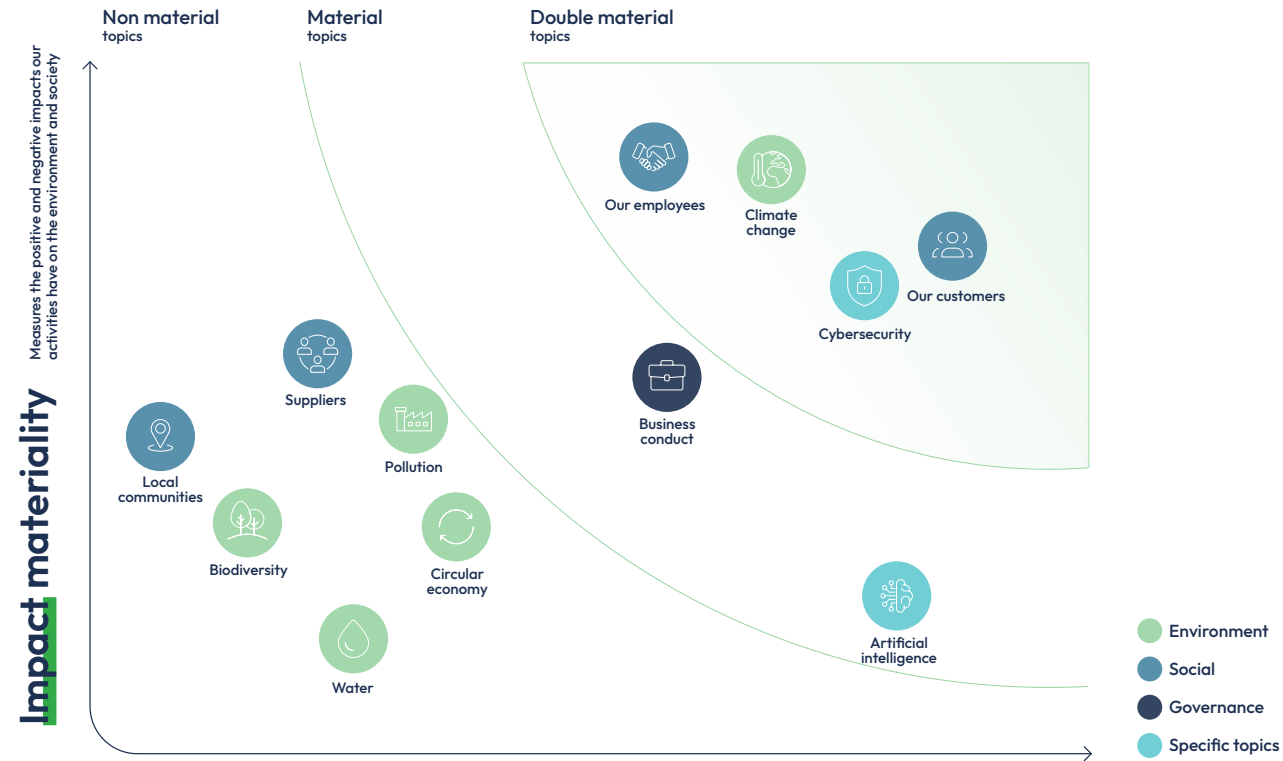 Non material
topics
Material
topics
Double material
topics
Impact materiality
Measures the positive and negative impacts our
activities have on the environment and society
Our employees
Climate
change
Our customers
Cybersecurity
Business
conduct
Suppliers
Pollution
Local
communities
Biodiversity
Circular
economy
Water
Artificial
intelligence
Environment
Social
Governance
Specific topics